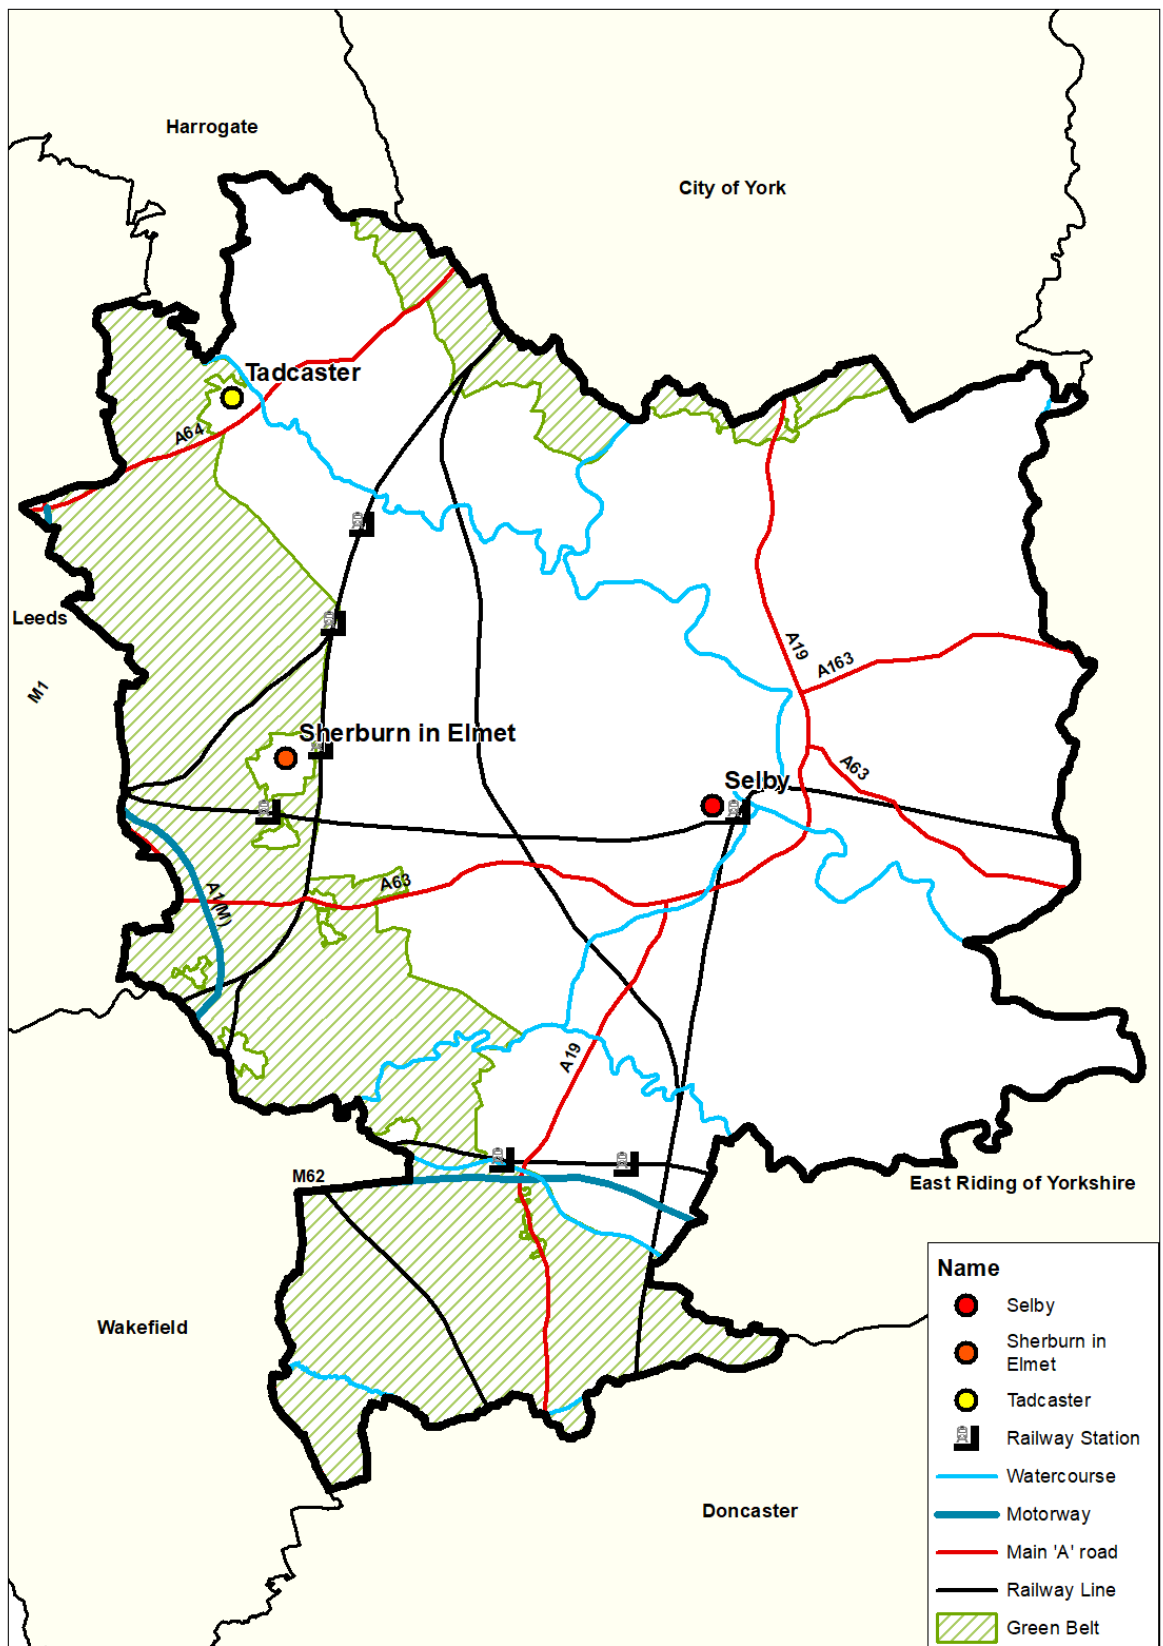 Harrogate
City of York
Tadcaster
A64
Leeds
M1
A19
A163
Sherburn in Elmet
A63
Selby
A63
A1(M)
A19
M62
East Riding of Yorkshire
Wakefield
Doncaster
Name
Selby
Sherburn in
Elmet
Tadcaster
Railway Station
Watercourse
Motorway
Main 'A' road
Railway Line
Green Belt